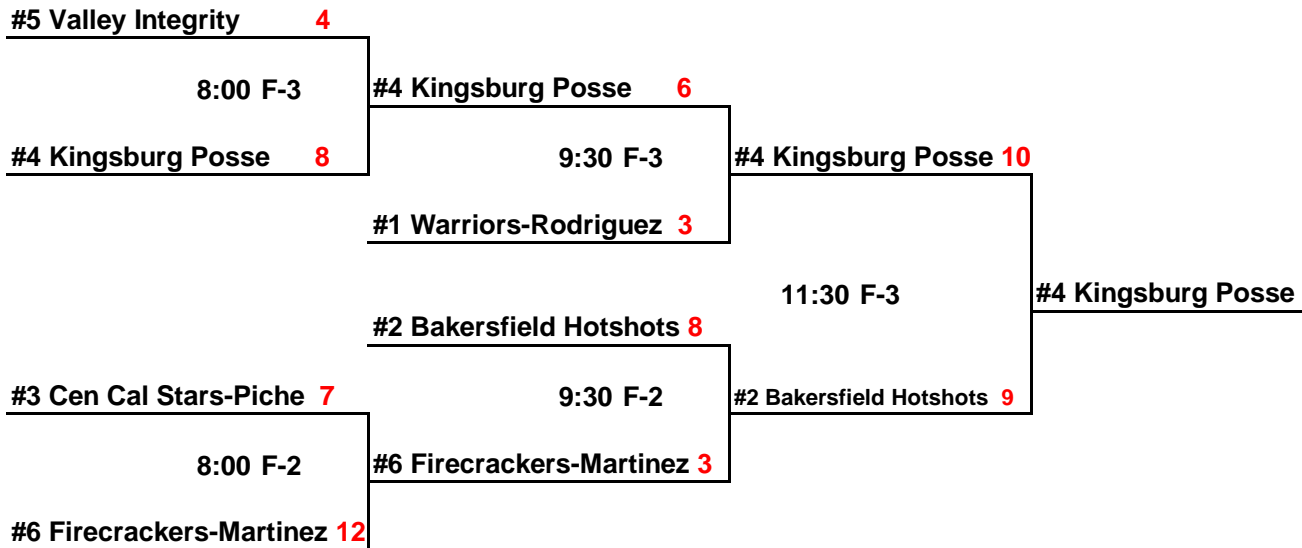 #5 Valley Integrity 4
8:00 F-3
#4 Kingsburg Posse 8
#4 Kingsburg Posse 6
9:30 F-3
#1 Warriors-Rodriguez 3
#4 Kingsburg Posse 10
11:30 F-3
#4 Kingsburg Posse
#2 Bakersfield Hotshots 8
9:30 F-2
#2 Bakersfield Hotshots 9
#3 Cen Cal Stars-Piche 7
8:00 F-2
#6 Firecrackers-Martinez 3
#6 Firecrackers-Martinez 12